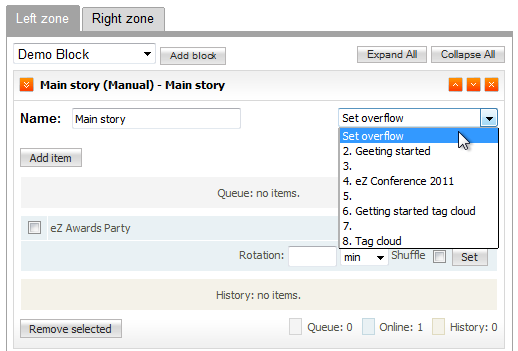 Left zone Right zone
Demo Block Add block Expand All Collapse All
Main story (Manual) - Main story
Name: Main story Set overflow
Set overflow
2. Geeting started
3.
4. eZ Conference 2011
5.
6. Getting started tag cloud
7.
8. Tag cloud
Add item
Queue: no items.
eZ Awards Party
Rotation: min Shuffle Set
History: no items.
Remove selected Queue: 0 Online: 1 History: 0